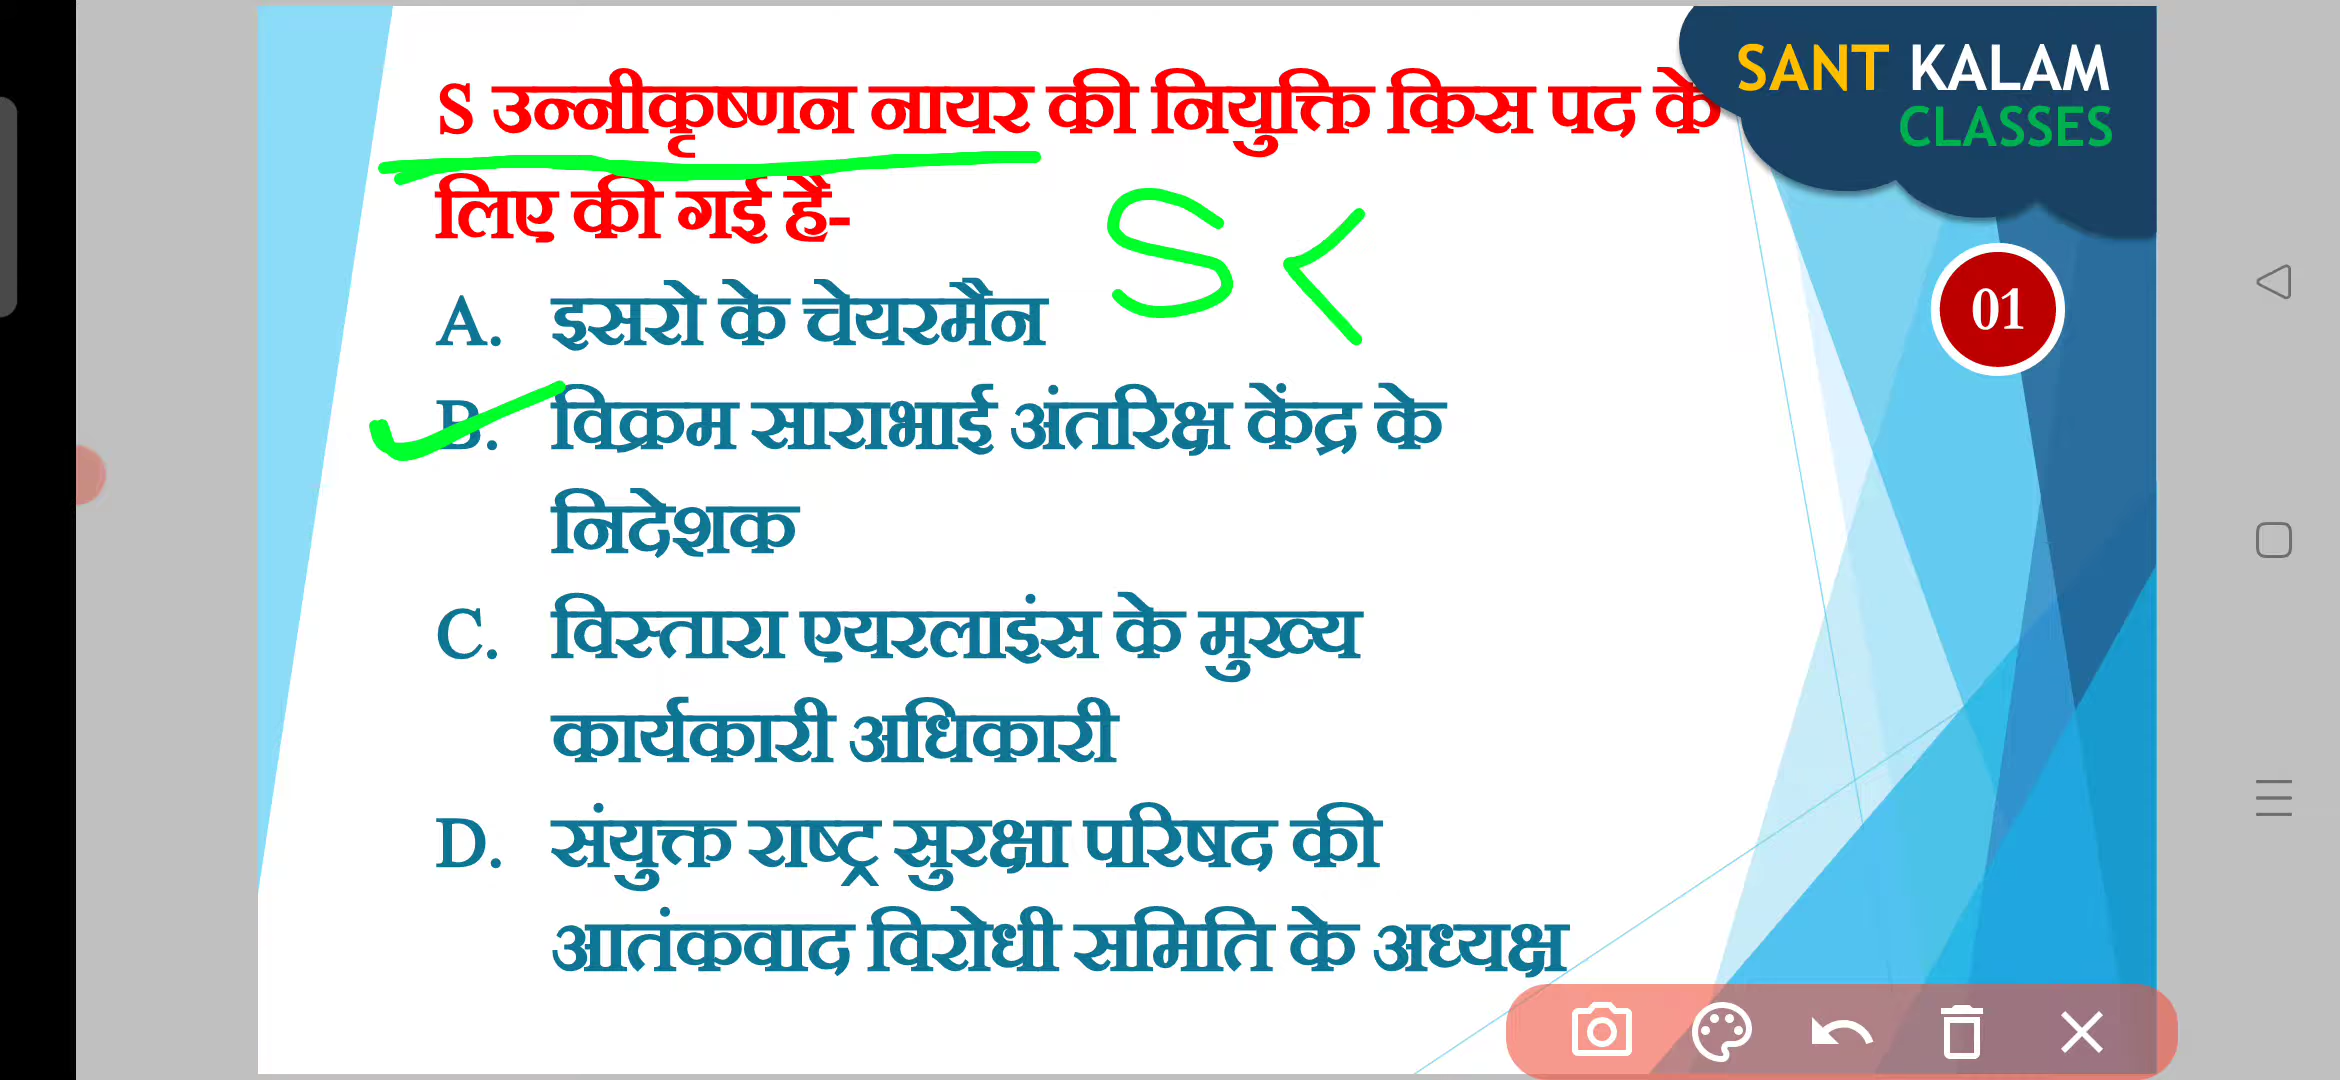 S उन्नीकृष्णन नायर की नियुक्ति किस पद के
लिए की गई है-
A. इसरो के चेयरमैन
B. विक्रम साराभाई अंतरिक्ष केंद्र के
निदेशक
C. विस्तारा एयरलाइंस के मुख्य
कार्यकारी अधिकारी
D. संयुक्त राष्ट्र सुरक्षा परिषद की
आतंकवाद विरोधी समिति के अध्यक्ष
SANT KALAM
CLASSES
01
S